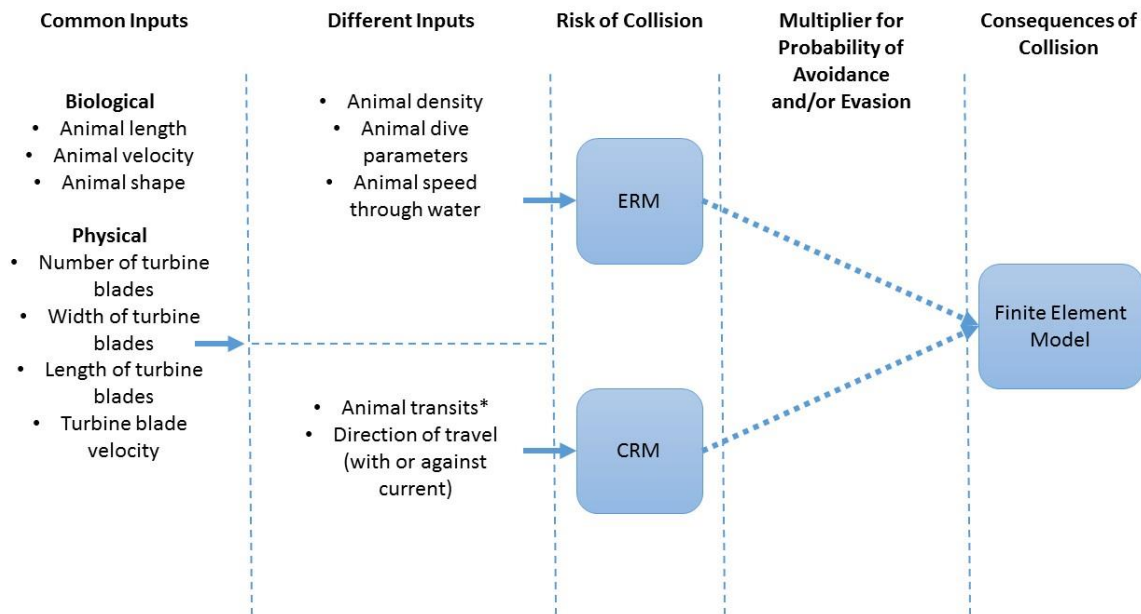 Common Inputs
Different Inputs
Risk of Collision
Multiplier for
Probability of
Avoidance
and/or Evasion
Consequences of
Collision
Biological
• Animal length
• Animal velocity
• Animal shape
Physical
• Number of turbine
blades
• Width of turbine
blades
• Length of turbine
blades
• Turbine blade
velocity
• Animal density
• Animal dive
parameters
• Animal speed
through water
• Animal transits*
• Direction of travel
(with or against
current)
ERM
CRM
Finite Element
Model